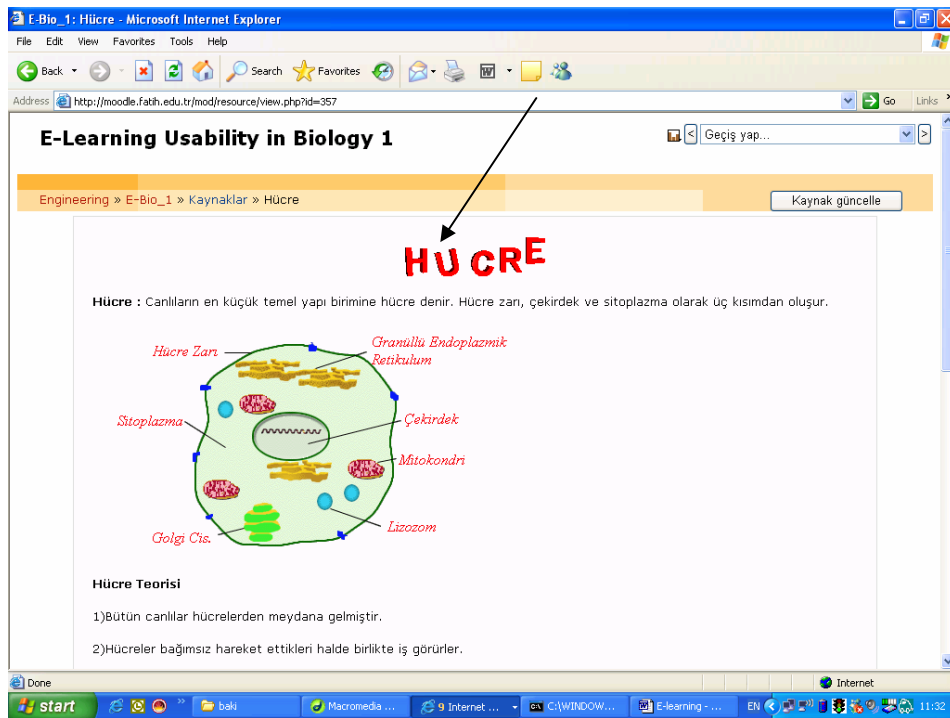 E-Bio_1: Hücre - Microsoft Internet Explorer
File Edit View Favorites Tools Help
Back Search Favorites
Address http://moodle.fatih.edu.tr/mod/resource/view.php?id=357 Go Links
E-Learning Usability in Biology 1
Geçiş yap...
Engineering » E-Bio_1 » Kaynaklar » Hücre
Kaynak güncelle
HÜCRE
Hücre : Canlıların en küçük temel yapı birimine hücre denir. Hücre zarı, çekirdek ve sitoplazma olarak üç kısımdan oluşur.
Hücre Zarı
Granüllü Endoplazmik
Retikulum
Sitoplazma
Çekirdek
Mitokondri
Lizozom
Golgi Cis.
Hücre Teorisi
1)Bütün canlılar hücrelerden meydana gelmiştir.
2)Hücreler bağımsız hareket ettikleri halde birlikte iş görürler.
Done Internet
start baki Macromedia ... 9 Internet ... C:\WINDOW... E-learning - ... EN 11:32